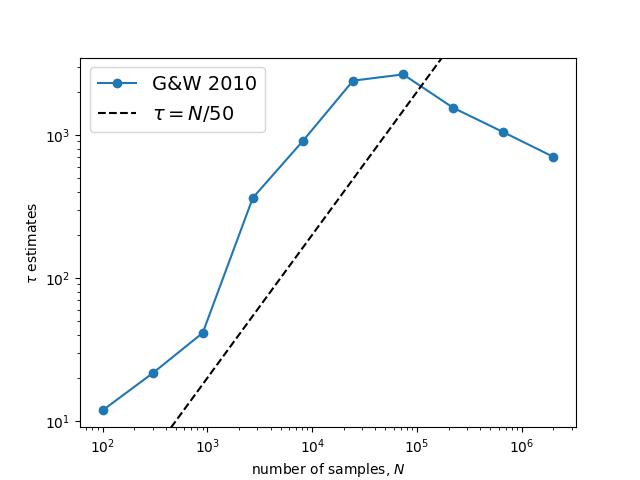 G&W 2010
τ = N/50
10³
10²
10¹
τ estimates
10² 10³ 10⁴ 10⁵ 10⁶
number of samples, N